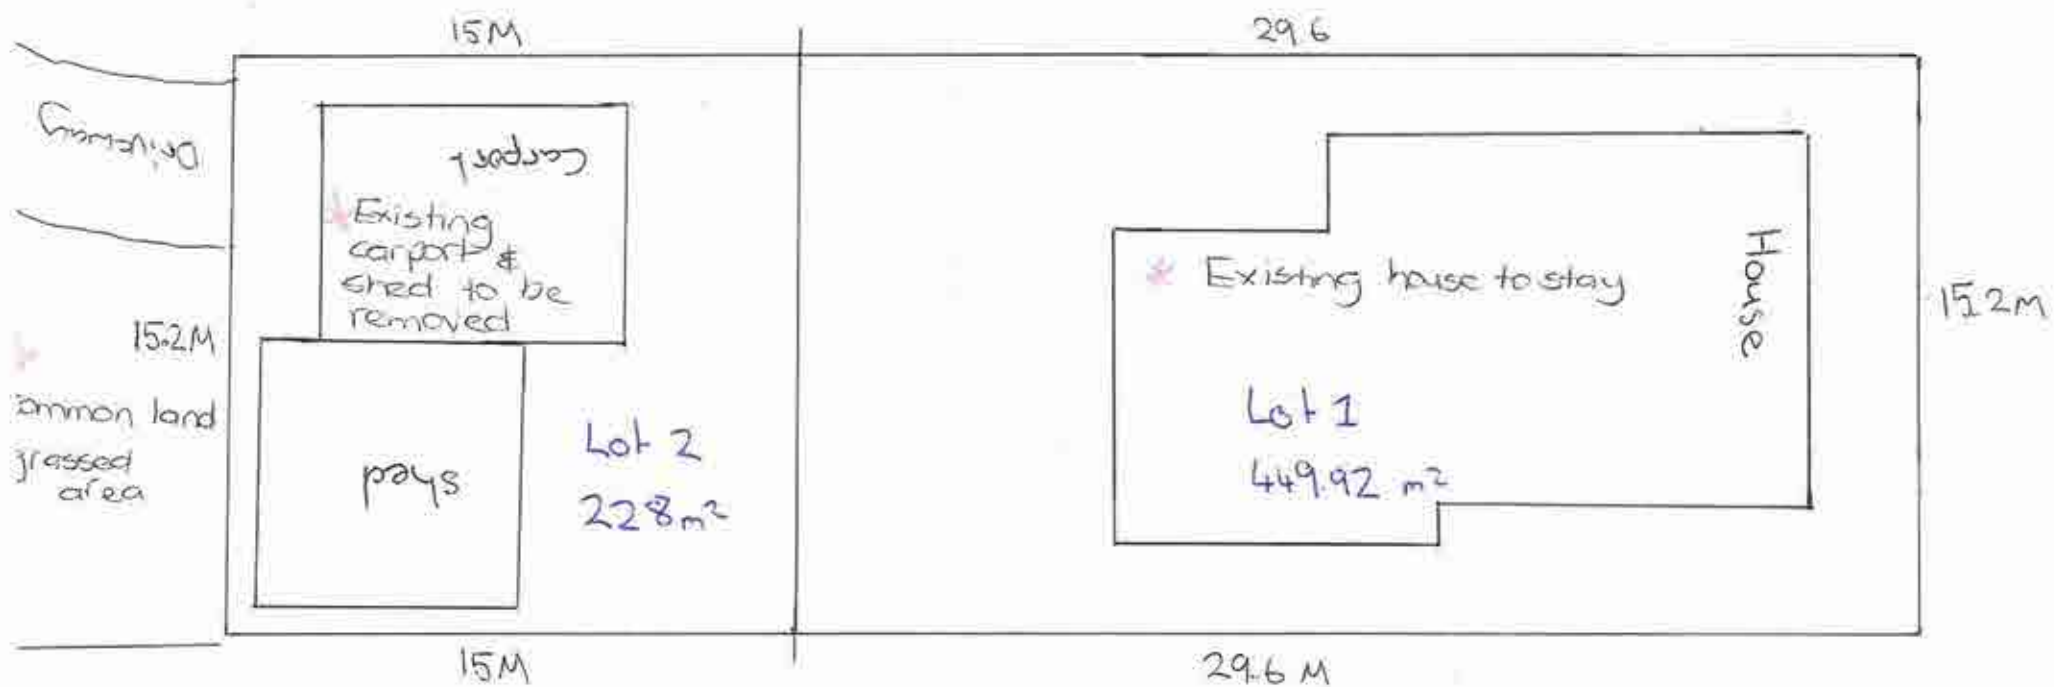 15M
29.6
Driveway
Carport
* Existing
carport &
shed to be
removed
15.2M
*
ommon land
grassed
area
shed
Lot 2
228m²
* Existing house to stay
House
Lot 1
449.92 m²
15.2M
15M
29.6 M